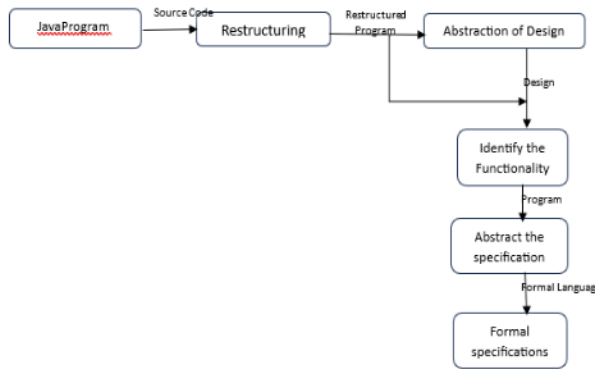 JavaProgram
Source Code
Restructuring
Restructured
Program
Abstraction of Design
Design
Identify the
Functionality
Program
Abstract the
specification
Formal Languag
Formal
specifications